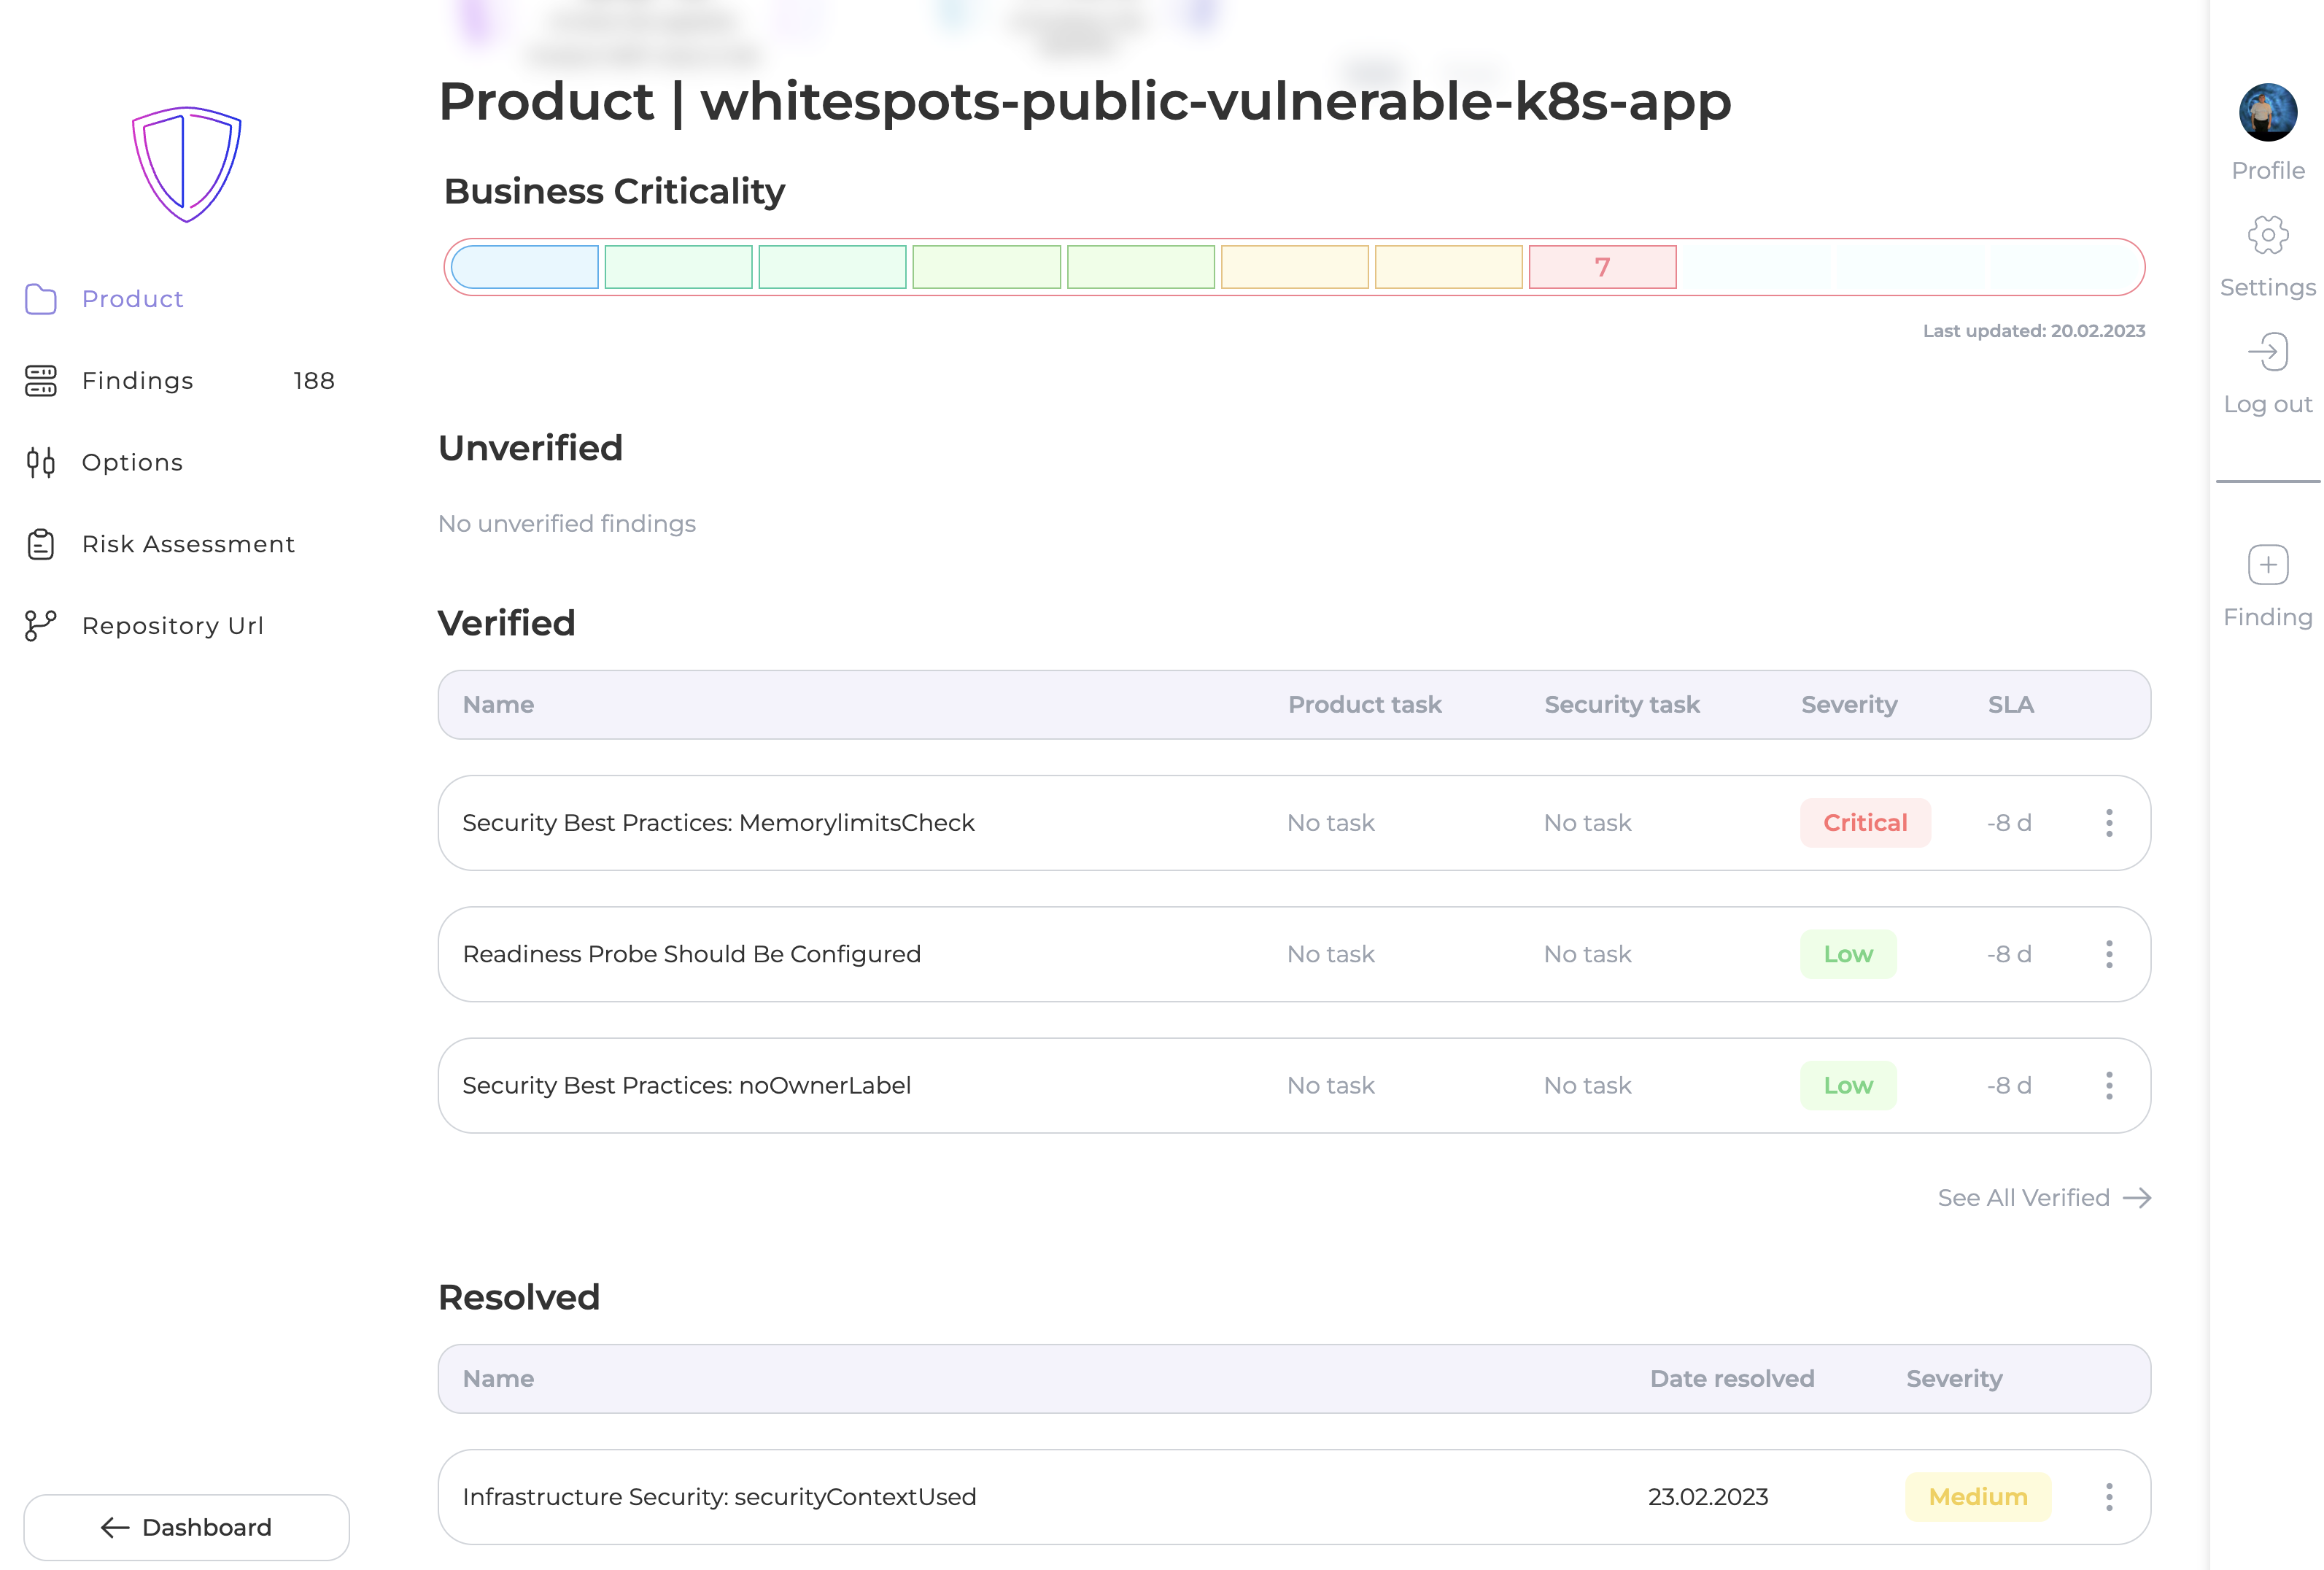 Product | whitespots-public-vulnerable-k8s-app
Business Criticality
7
Last updated: 20.02.2023
Product
Findings 188
Options
Risk Assessment
Repository Url
Dashboard
Unverified
No unverified findings
Verified
Name Product task Security task Severity SLA
Security Best Practices: MemorylimitsCheck No task No task Critical -8 d
Readiness Probe Should Be Configured No task No task Low -8 d
Security Best Practices: noOwnerLabel No task No task Low -8 d
See All Verified
Resolved
Name Date resolved Severity
Infrastructure Security: securityContextUsed 23.02.2023 Medium
Profile
Settings
Log out
Finding